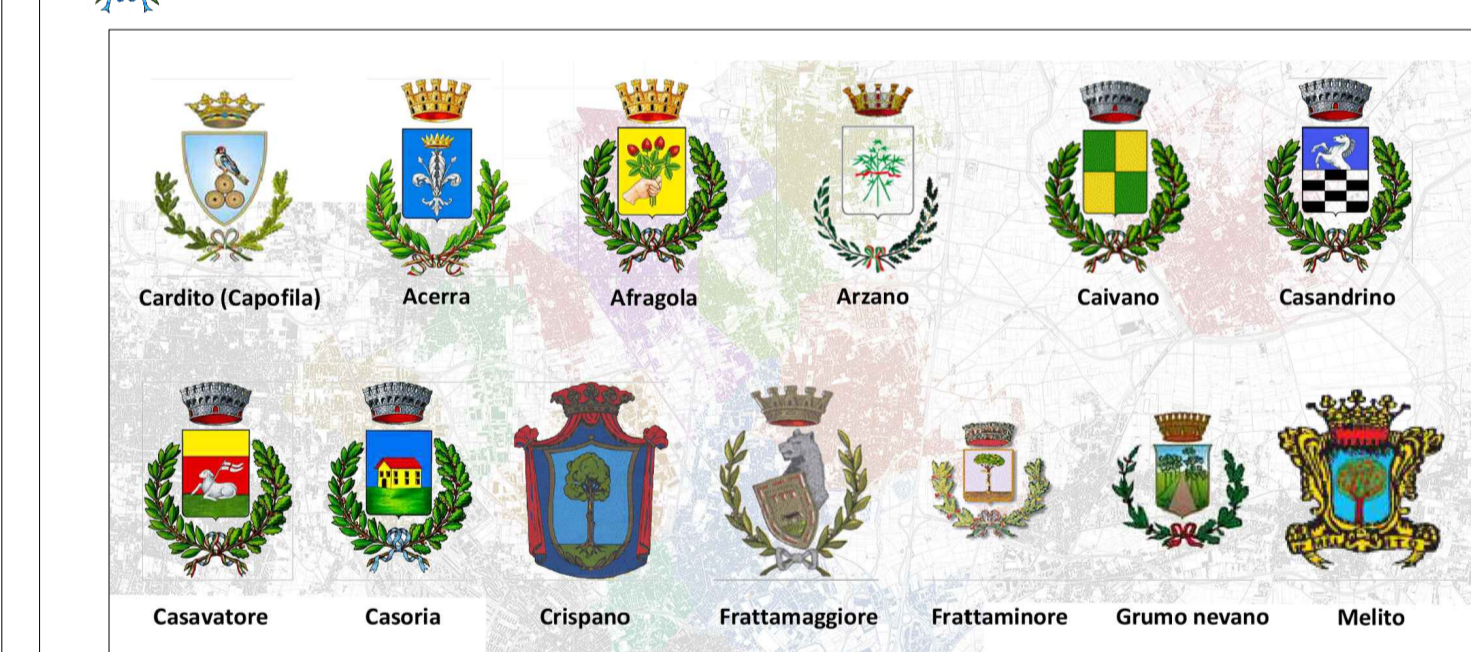 Cardito (Capofila) Acerra Afragola Arzano Caivano Casandrino
Casavatore Casoria Crispano Frattamaggiore Frattaminore Grumo nevano Melito